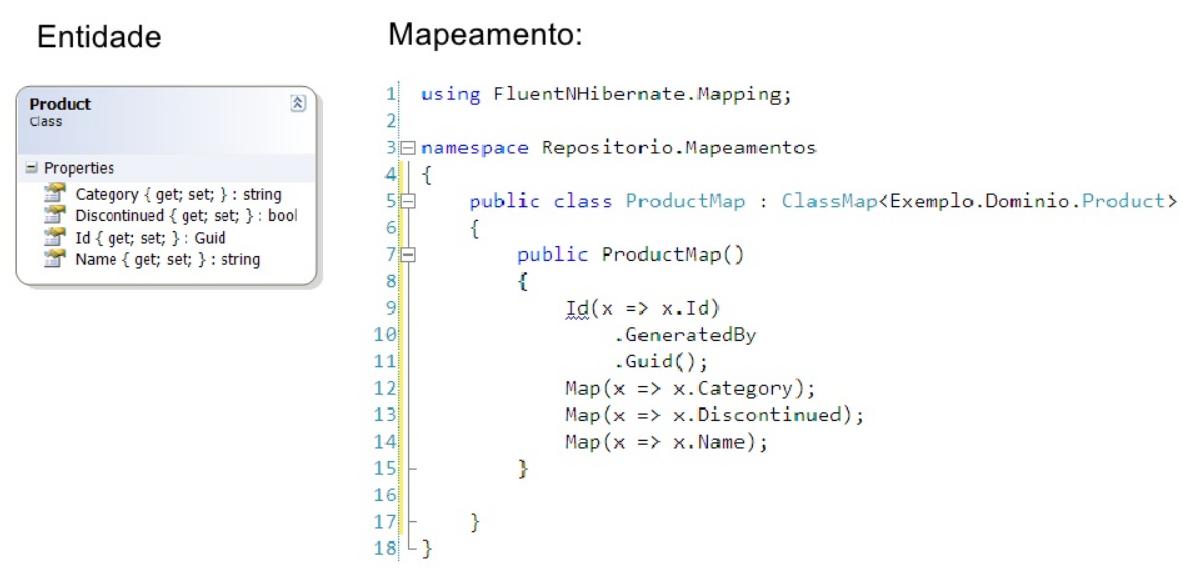 Entidade
Mapeamento:
Product
Class
Properties
Category { get; set; } : string
Discontinued { get; set; } : bool
Id { get; set; } : Guid
Name { get; set; } : string
1 using FluentNHibernate.Mapping;
2
3 namespace Repositorio.Mapeamentos
4 {
5 public class ProductMap : ClassMap<Exemplo.Dominio.Product>
6 {
7 public ProductMap()
8 {
9 Id(x => x.Id)
10 .GeneratedBy
11 .Guid();
12 Map(x => x.Category);
13 Map(x => x.Discontinued);
14 Map(x => x.Name);
15 }
16
17 }
18 }